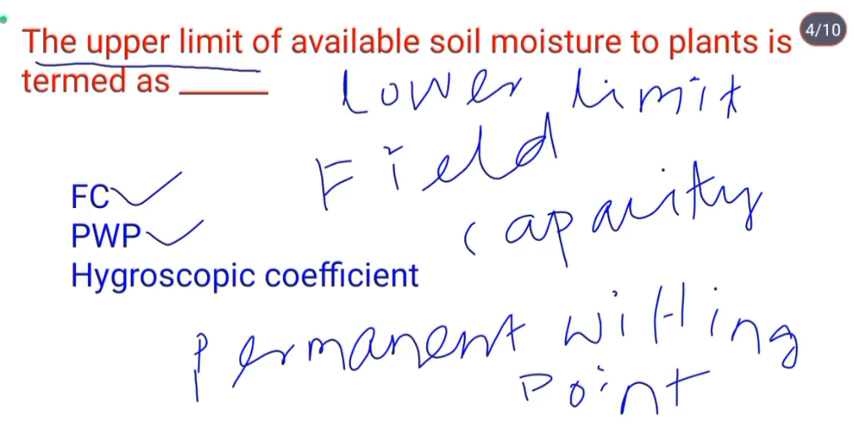 4/10
The upper limit of available soil moisture to plants is
termed as ______
Lower limit
Field
capacity
FC
PWP
Hygroscopic coefficient
Permanent wilting
Point